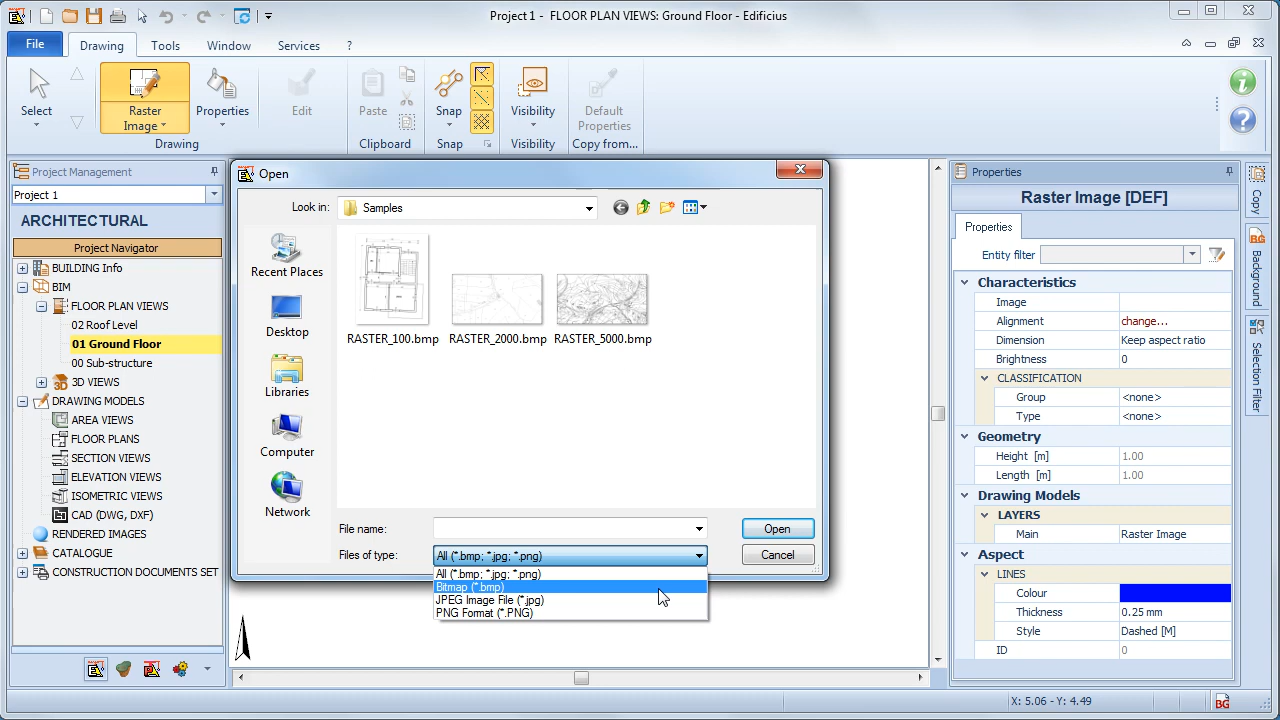 Project 1 - FLOOR PLAN VIEWS: Ground Floor - Edificius
File
Drawing
Tools
Window
Services
?
Select
Raster Image
Properties
Edit
Paste
Snap
Visibility
Default Properties
Drawing
Clipboard
Snap
Visibility
Copy from...
Project Management
Project 1
ARCHITECTURAL
Project Navigator
BUILDING Info
BIM
FLOOR PLAN VIEWS
02 Roof Level
01 Ground Floor
00 Sub-structure
3D VIEWS
DRAWING MODELS
AREA VIEWS
FLOOR PLANS
SECTION VIEWS
ELEVATION VIEWS
ISOMETRIC VIEWS
CAD (DWG, DXF)
RENDERED IMAGES
CATALOGUE
CONSTRUCTION DOCUMENTS SET
Open
Look in:
Samples
Recent Places
Desktop
Libraries
Computer
Network
RASTER_100.bmp
RASTER_2000.bmp
RASTER_5000.bmp
File name:
Open
Files of type:
All (*.bmp; *.jpg; *.png)
Cancel
All (*.bmp; *.jpg; *.png)
Bitmap (*.bmp)
JPEG Image File (*.jpg)
PNG Format (*.PNG)
Properties
Raster Image [DEF]
Properties
Entity filter
Characteristics
Image
Alignment change...
Dimension Keep aspect ratio
Brightness 0
CLASSIFICATION
Group <none>
Type <none>
Geometry
Height [m] 1.00
Length [m] 1.00
Drawing Models
LAYERS
Main Raster Image
Aspect
LINES
Colour
Thickness 0.25 mm
Style Dashed [M]
ID 0
Copy
BG
Background
Selection Filter
X: 5.06 - Y: 4.49
BG